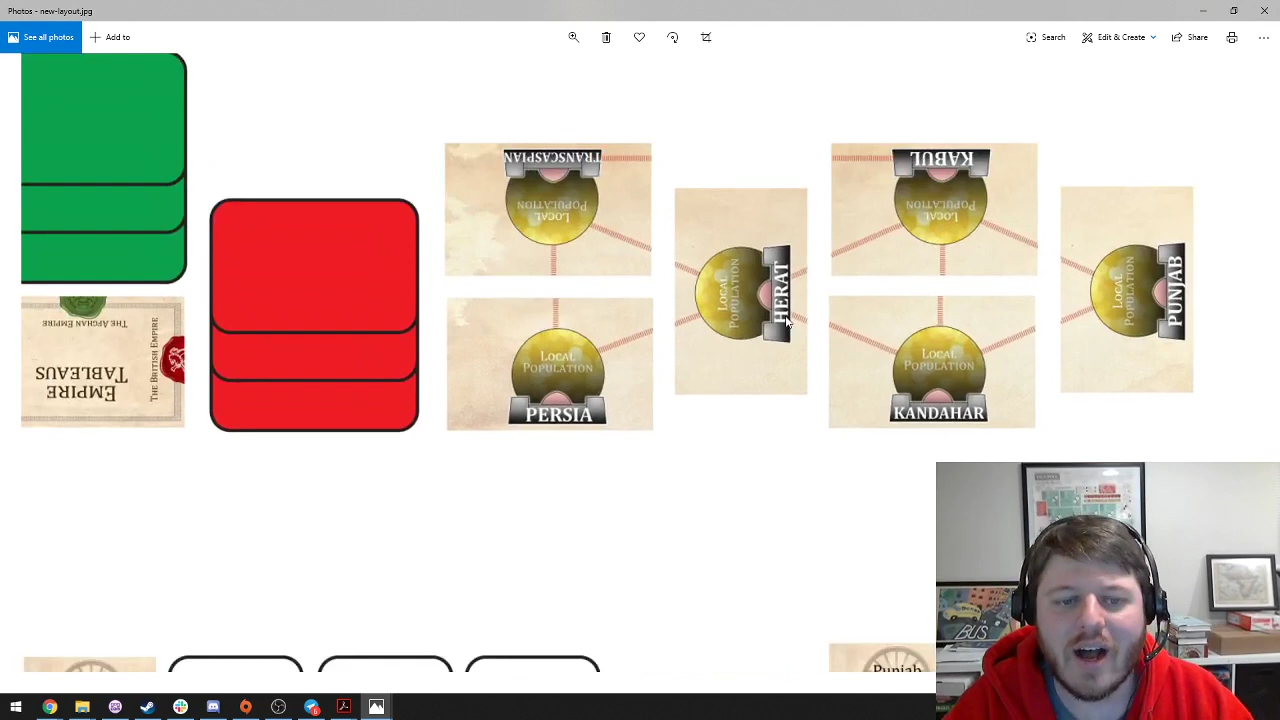 Photos - new-layout.jpg
See all photos
Add to
Search
Edit & Create
Share
TRANSCASPIAN
LOCAL
POPULATION
KABUL
LOCAL
POPULATION
LOCAL
POPULATION
HERAT
LOCAL
POPULATION
PUNJAB
THE AFGHAN EMPIRE
THE BRITISH EMPIRE
EMPIRE
TABLEAUS
LOCAL
POPULATION
PERSIA
LOCAL
POPULATION
KANDAHAR
BUS
Punjab